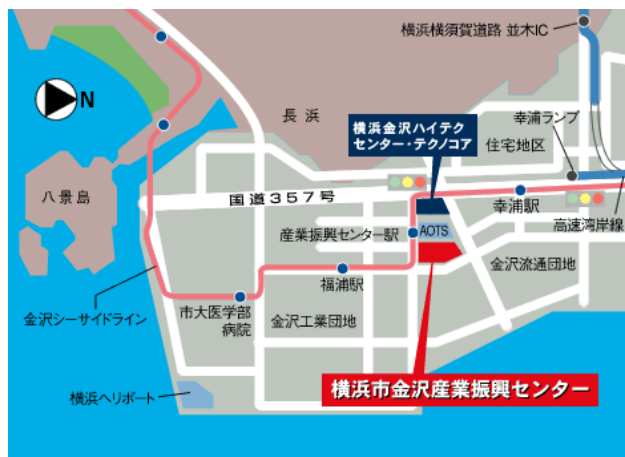 横浜横須賀道路 並木IC
N
長浜
横浜金沢ハイテク
センター・テクノコア
幸浦ランプ
住宅地区
八景島
国道357号
幸浦駅
高速湾岸線
産業振興センター駅
AOTS
金沢流通団地
福浦駅
市大医学部
病院
金沢シーサイドライン
金沢工業団地
横浜市金沢産業振興センター
横浜ヘリポート